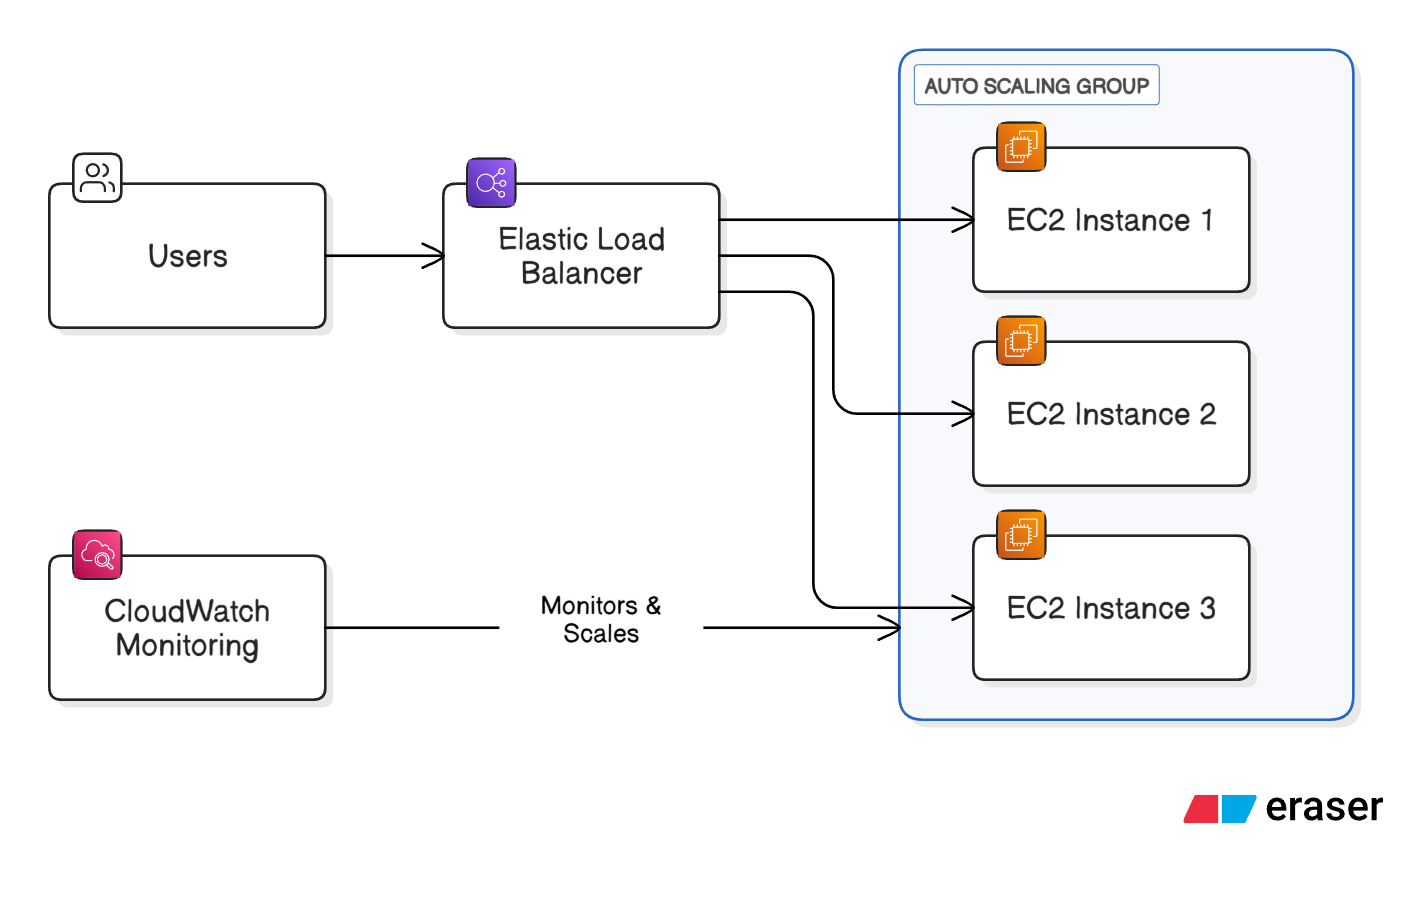 AUTO SCALING GROUP
Users
Elastic Load
Balancer
EC2 Instance 1
EC2 Instance 2
EC2 Instance 3
CloudWatch
Monitoring
Monitors &
Scales
eraser